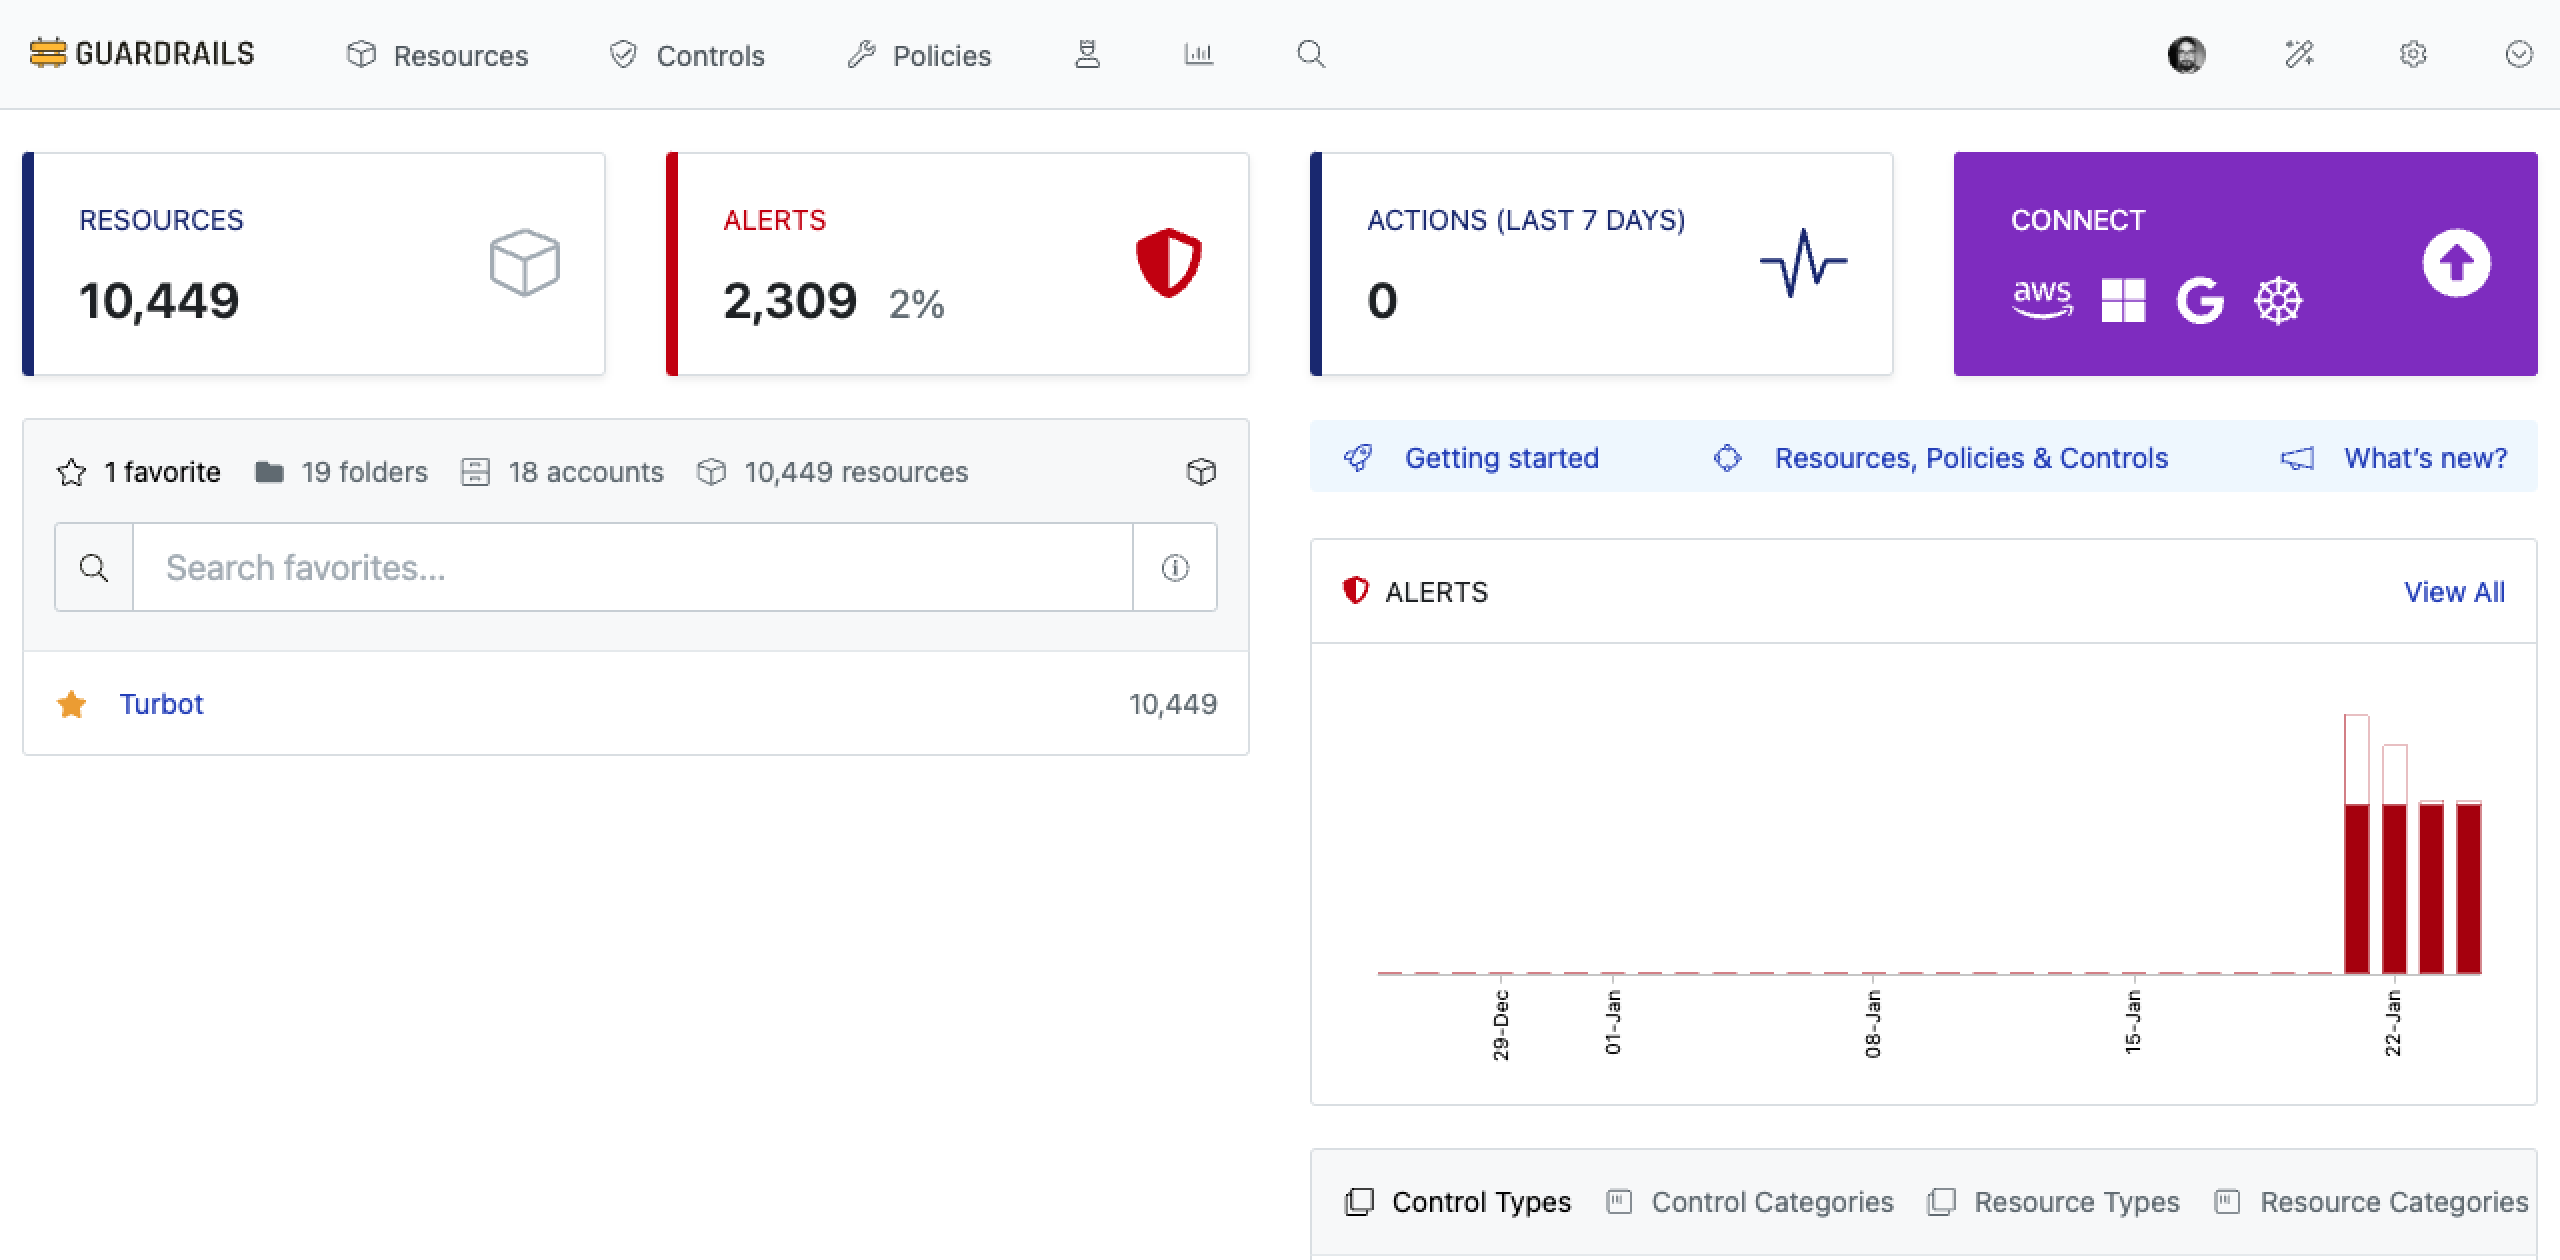 GUARDRAILS Resources Controls Policies
RESOURCES
10,449
ALERTS
2,309 2%
ACTIONS (LAST 7 DAYS)
0
CONNECT
aws
1 favorite 19 folders 18 accounts 10,449 resources
Search favorites...
Turbot 10,449
Getting started Resources, Policies & Controls What's new?
ALERTS View All
29-Dec 01-Jan 08-Jan 15-Jan 22-Jan
Control Types Control Categories Resource Types Resource Categories